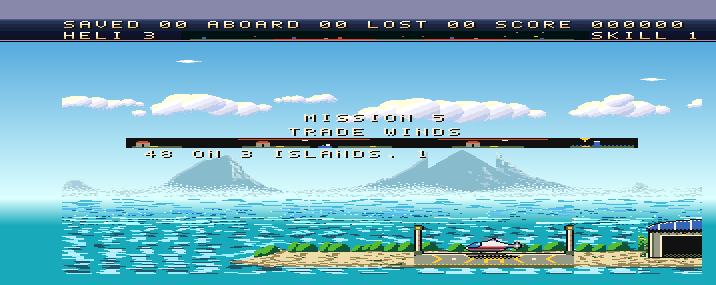 SAVED 00 ABOARD 00 LOST 00 SCORE 000000
HELI 3 SKILL 1
MISSION 5
TRADE WINDS
48 ON 3 ISLANDS. 1